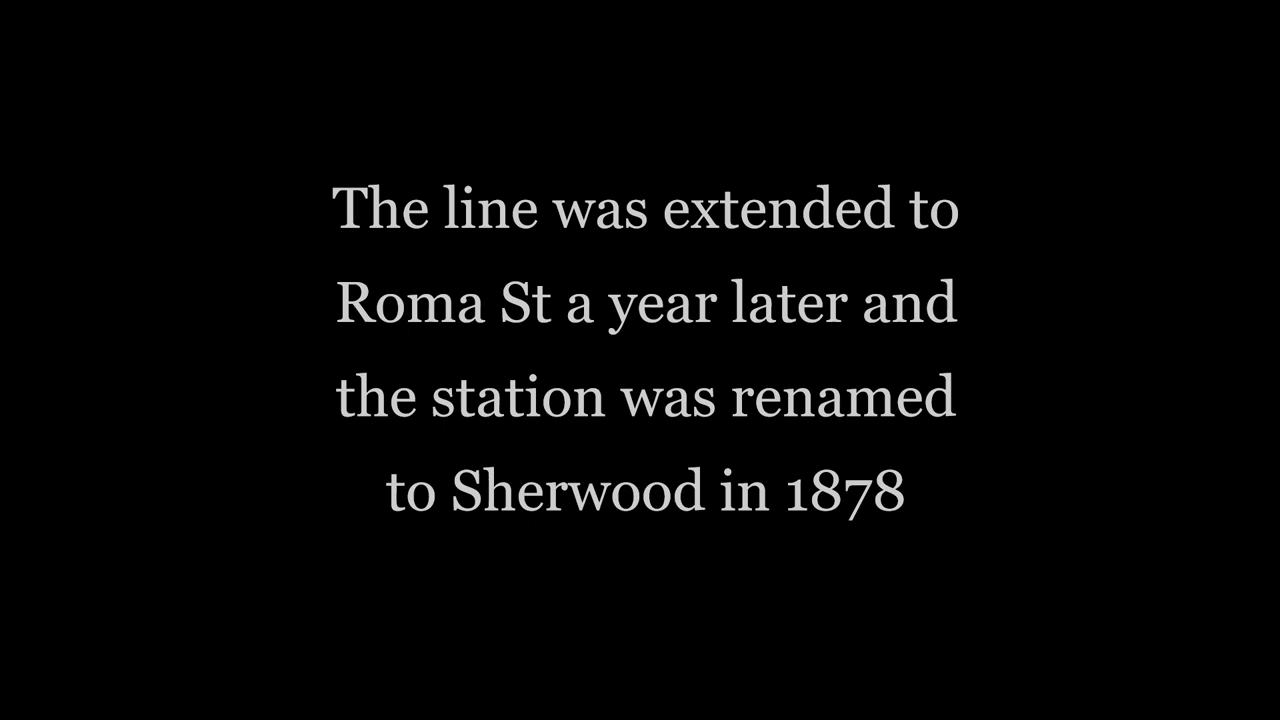 The line was extended to
Roma St a year later and
the station was renamed
to Sherwood in 1878